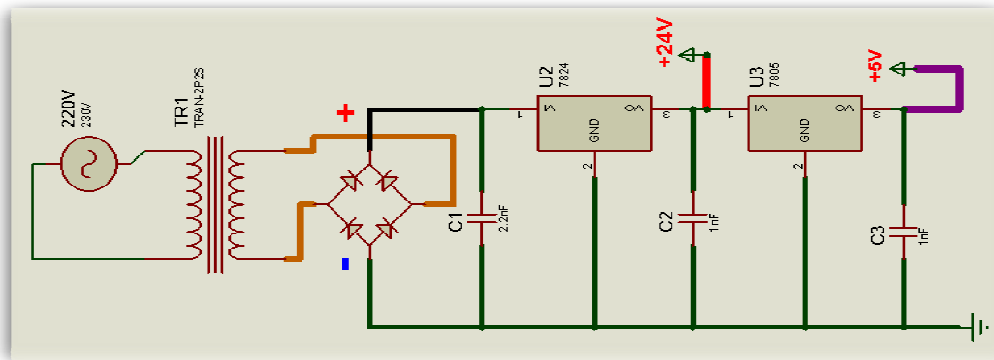 220V
230V
TR1
TRAN-2P2S
+
-
C1
2.2nF
U2
7824
VI
VO
GND
1
2
3
+24V
C2
1nF
U3
7805
VI
VO
GND
1
2
3
+5V
C3
1nF